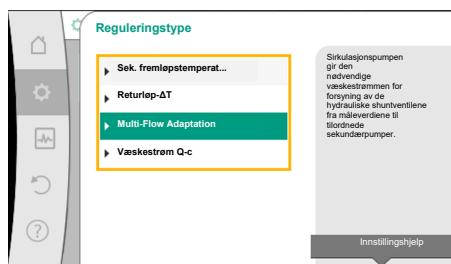 Reguleringstype
Sek. fremløpstemperat...
Returløp-ΔT
Multi-Flow Adaptation
Væskestrøm Q-c
Sirkulasjonspumpen
gir den
nødvendige
væskestrømmen for
forsyning av de
hydrauliske shuntventilene
fra måleverdiene til
tilordnede
sekundærpumper.
Innstillingshjelp